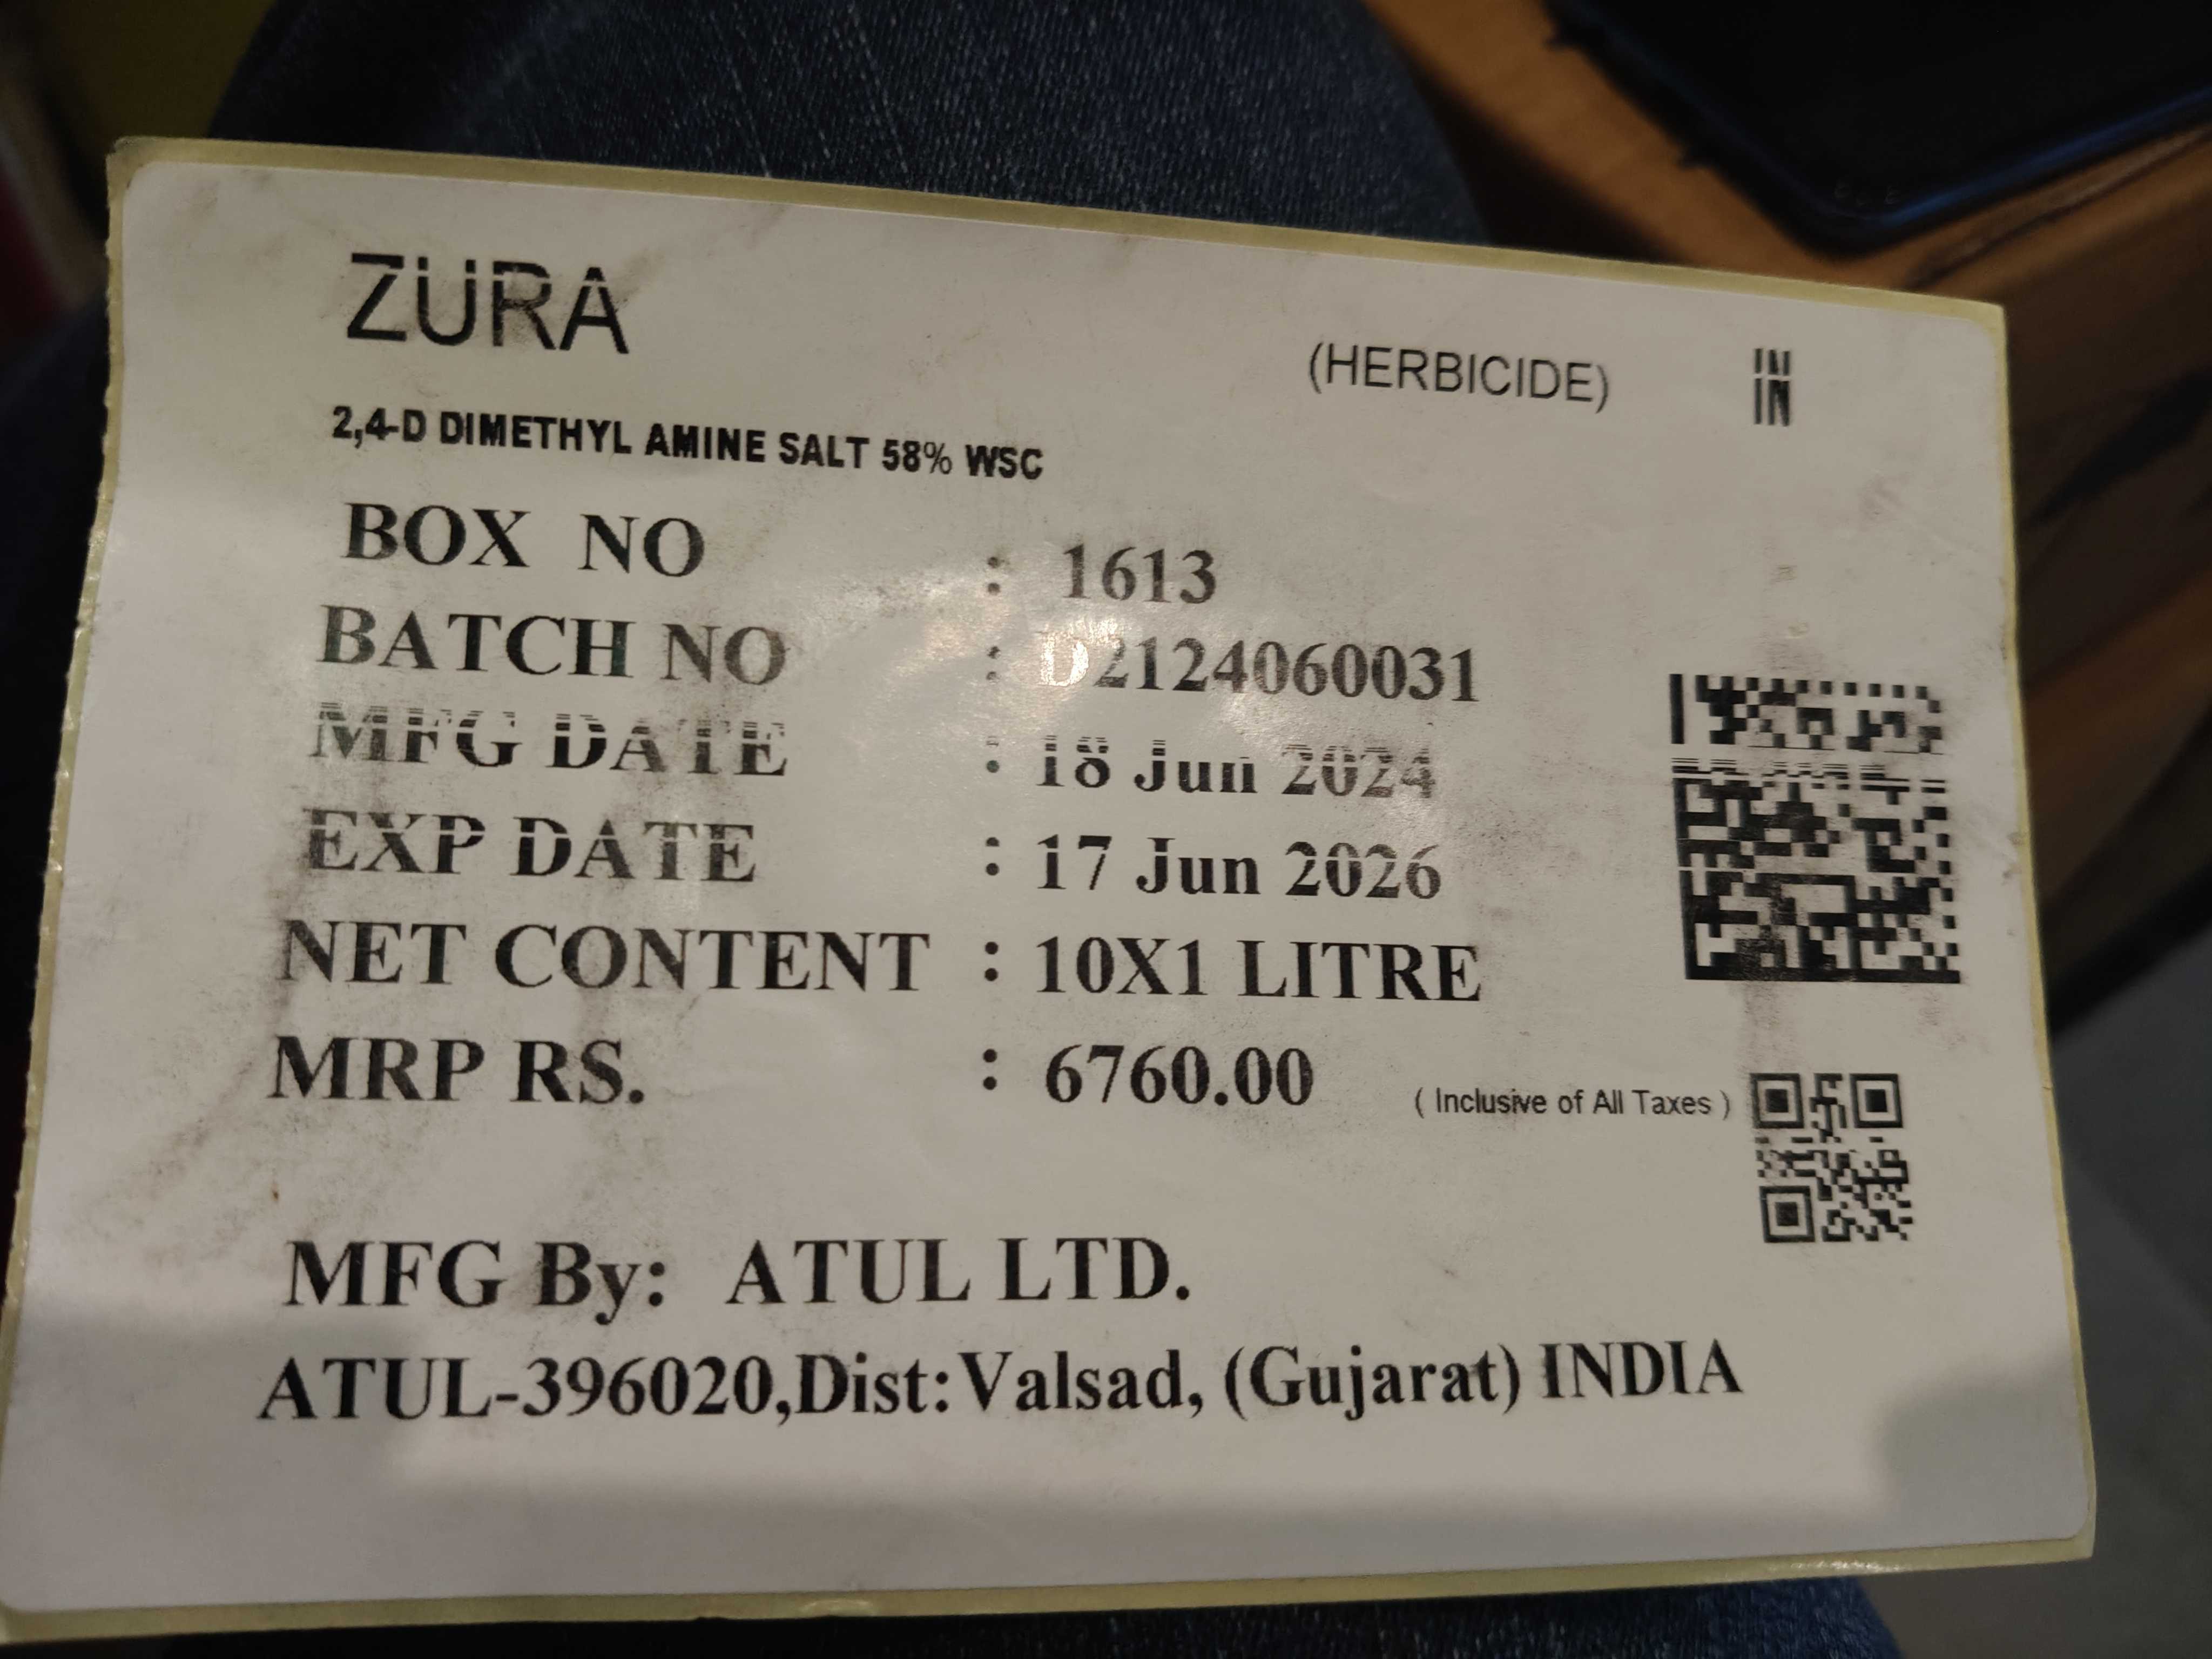 ZURA
(HERBICIDE) IN
2,4-D DIMETHYL AMINE SALT 58% WSC
BOX NO : 1613
BATCH NO : D2124060031
MFG DATE : 18 Jun 2024
EXP DATE : 17 Jun 2026
NET CONTENT : 10X1 LITRE
MRP RS. : 6760.00 ( Inclusive of All Taxes )
MFG By: ATUL LTD.
ATUL-396020,Dist:Valsad, (Gujarat) INDIA